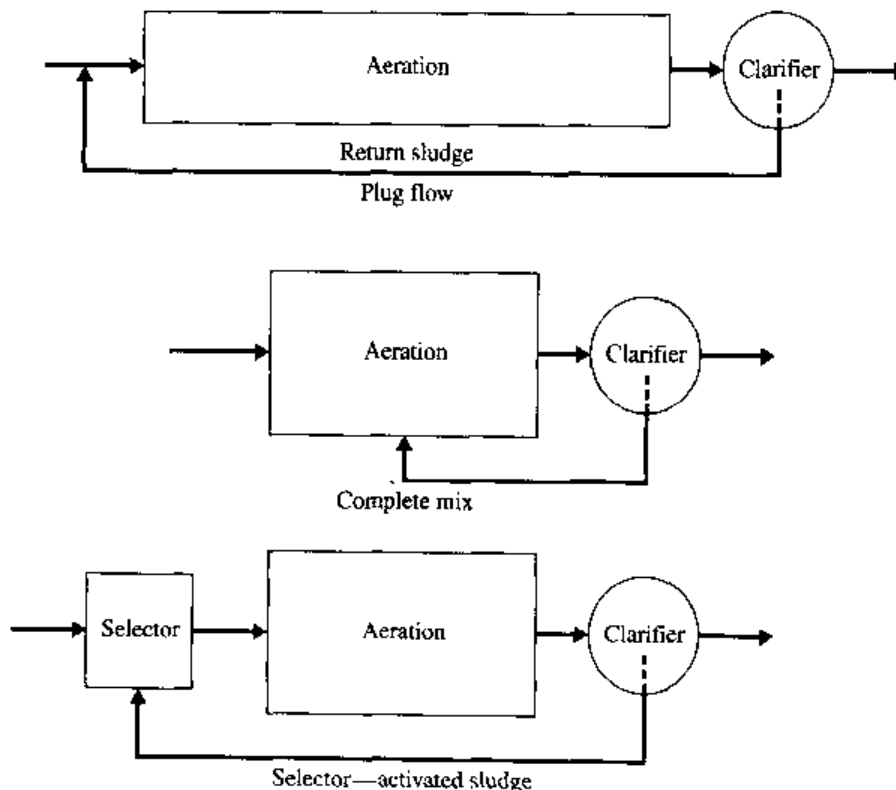 Aeration
Clarifier
Return sludge
Plug flow
Aeration
Clarifier
Complete mix
Selector
Aeration
Clarifier
Selector—activated sludge